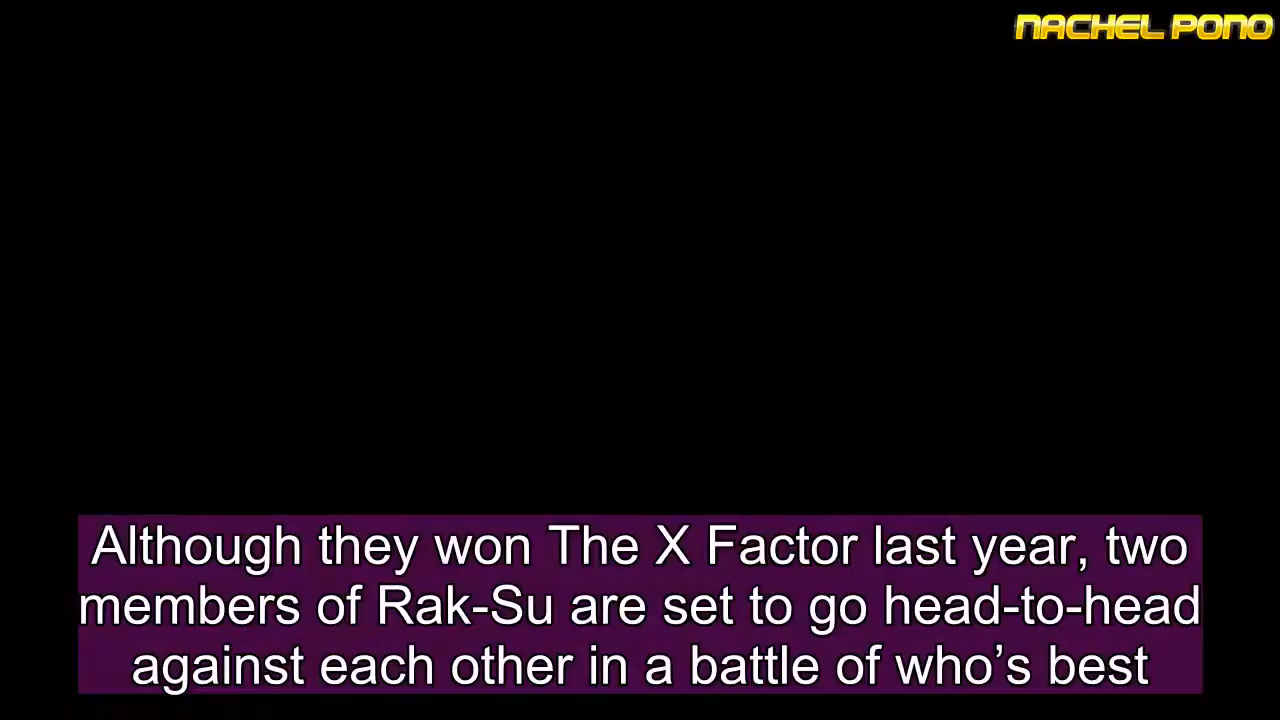 NACHEL PONO
Although they won The X Factor last year, two
members of Rak-Su are set to go head-to-head
against each other in a battle of who’s best